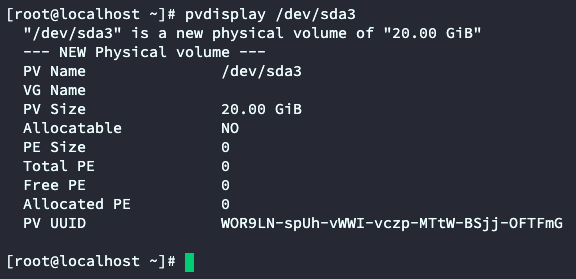 [root@localhost ~]# pvdisplay /dev/sda3
"/dev/sda3" is a new physical volume of "20.00 GiB"
--- NEW Physical volume ---
PV Name /dev/sda3
VG Name
PV Size 20.00 GiB
Allocatable NO
PE Size 0
Total PE 0
Free PE 0
Allocated PE 0
PV UUID WOR9LN-spUh-vWWI-vczp-MTtW-BSjj-OFTFmG
[root@localhost ~]#